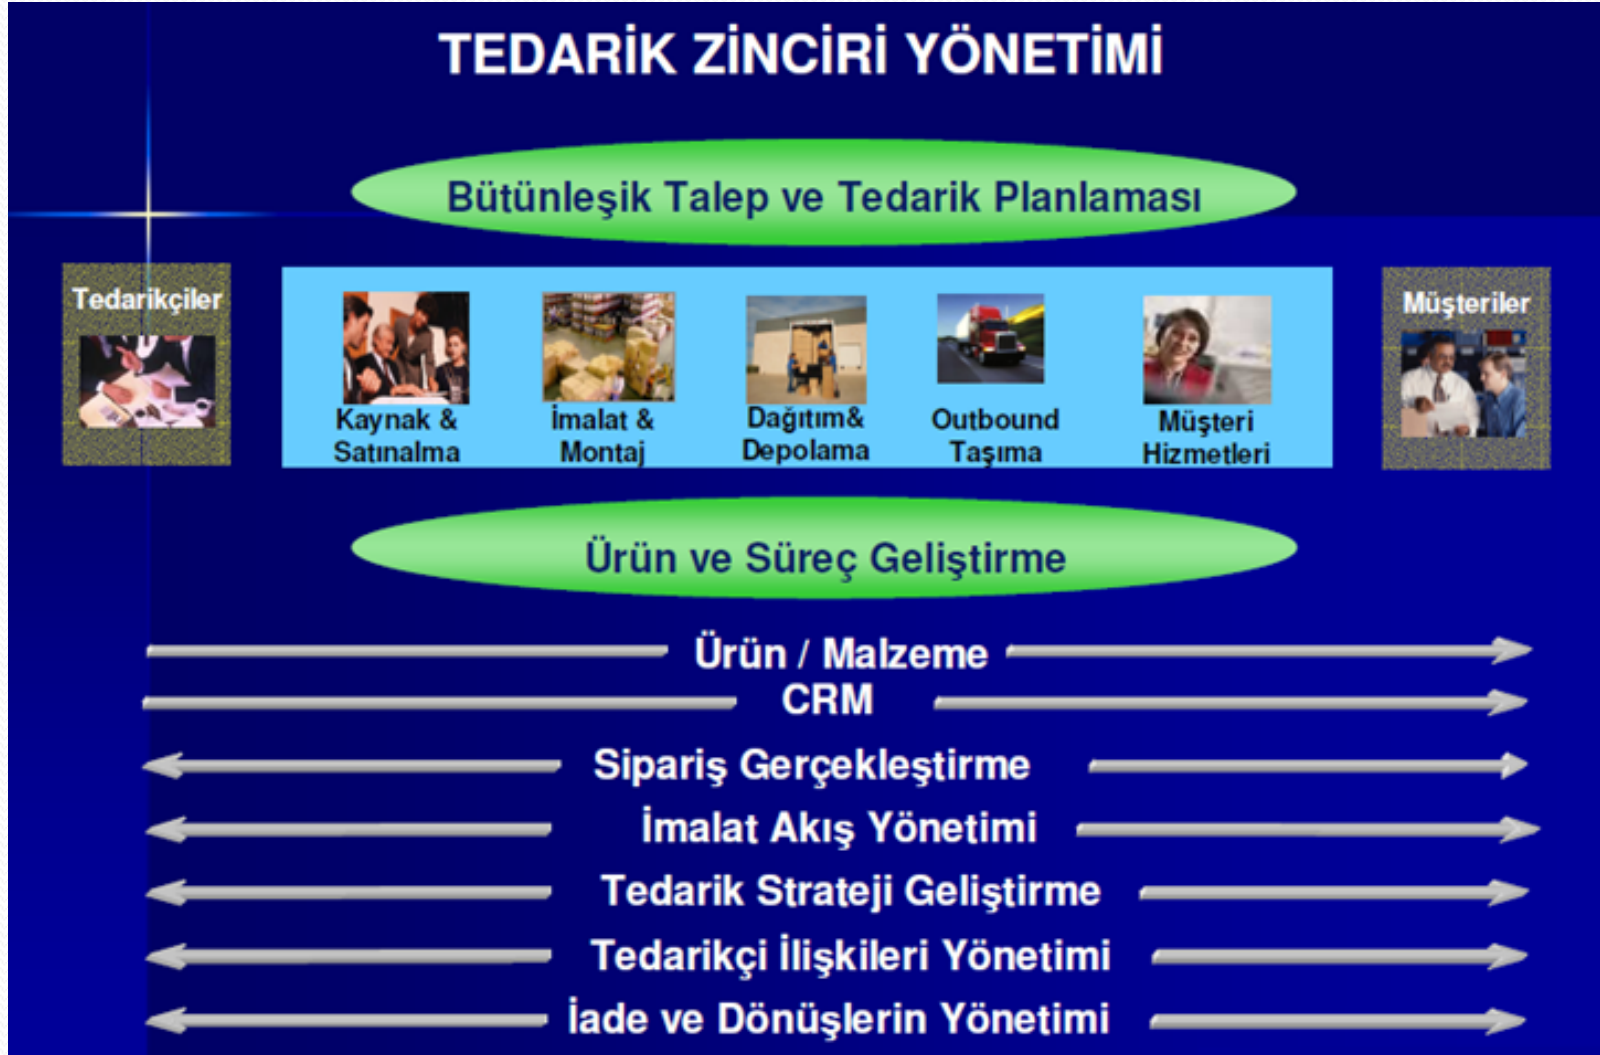 TEDARİK ZİNCİRİ YÖNETİMİ
Bütünleşik Talep ve Tedarik Planlaması
Tedarikçiler
Kaynak &
Satınalma
İmalat &
Montaj
Dağıtım&
Depolama
Outbound
Taşıma
Müşteri
Hizmetleri
Müşteriler
Ürün ve Süreç Geliştirme
Ürün / Malzeme
CRM
Sipariş Gerçekleştirme
İmalat Akış Yönetimi
Tedarik Strateji Geliştirme
Tedarikçi İlişkileri Yönetimi
İade ve Dönüşlerin Yönetimi